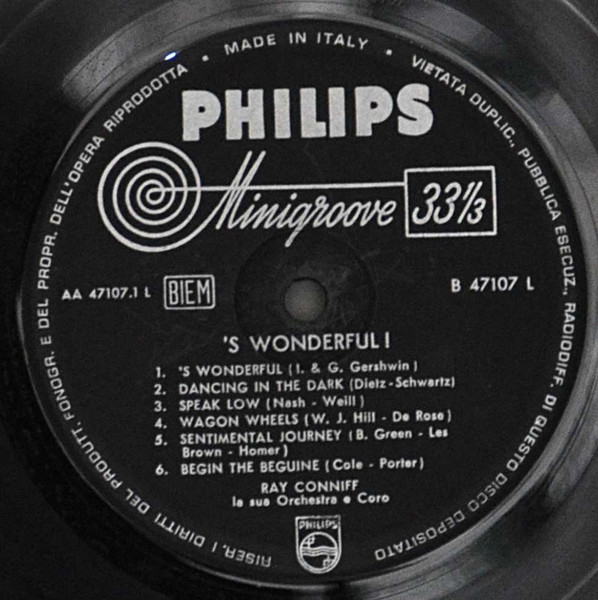 RISER. I DIRITTI DEL PRODUTT. FONOGR. E DEL PROPR. DELL'OPERA RIPRODOTTA • MADE IN ITALY • VIETATA DUPLIC., PUBBLICA ESECUZ., RADIODIFF. DI QUESTO DISCO DEPOSITATO
PHILIPS
Minigroove 33⅓
AA 47107.1 L BIEM B 47107 L
'S WONDERFUL!
1. 'S WONDERFUL (I. & G. Gershwin)
2. DANCING IN THE DARK (Dietz-Schwartz)
3. SPEAK LOW (Nash - Weill)
4. WAGON WHEELS (W. J. Hill - De Rose)
5. SENTIMENTAL JOURNEY (B. Green - Les
Brown - Homer)
6. BEGIN THE BEGUINE (Cole - Porter)
RAY CONNIFF
la sua Orchestra e Coro
PHILIPS